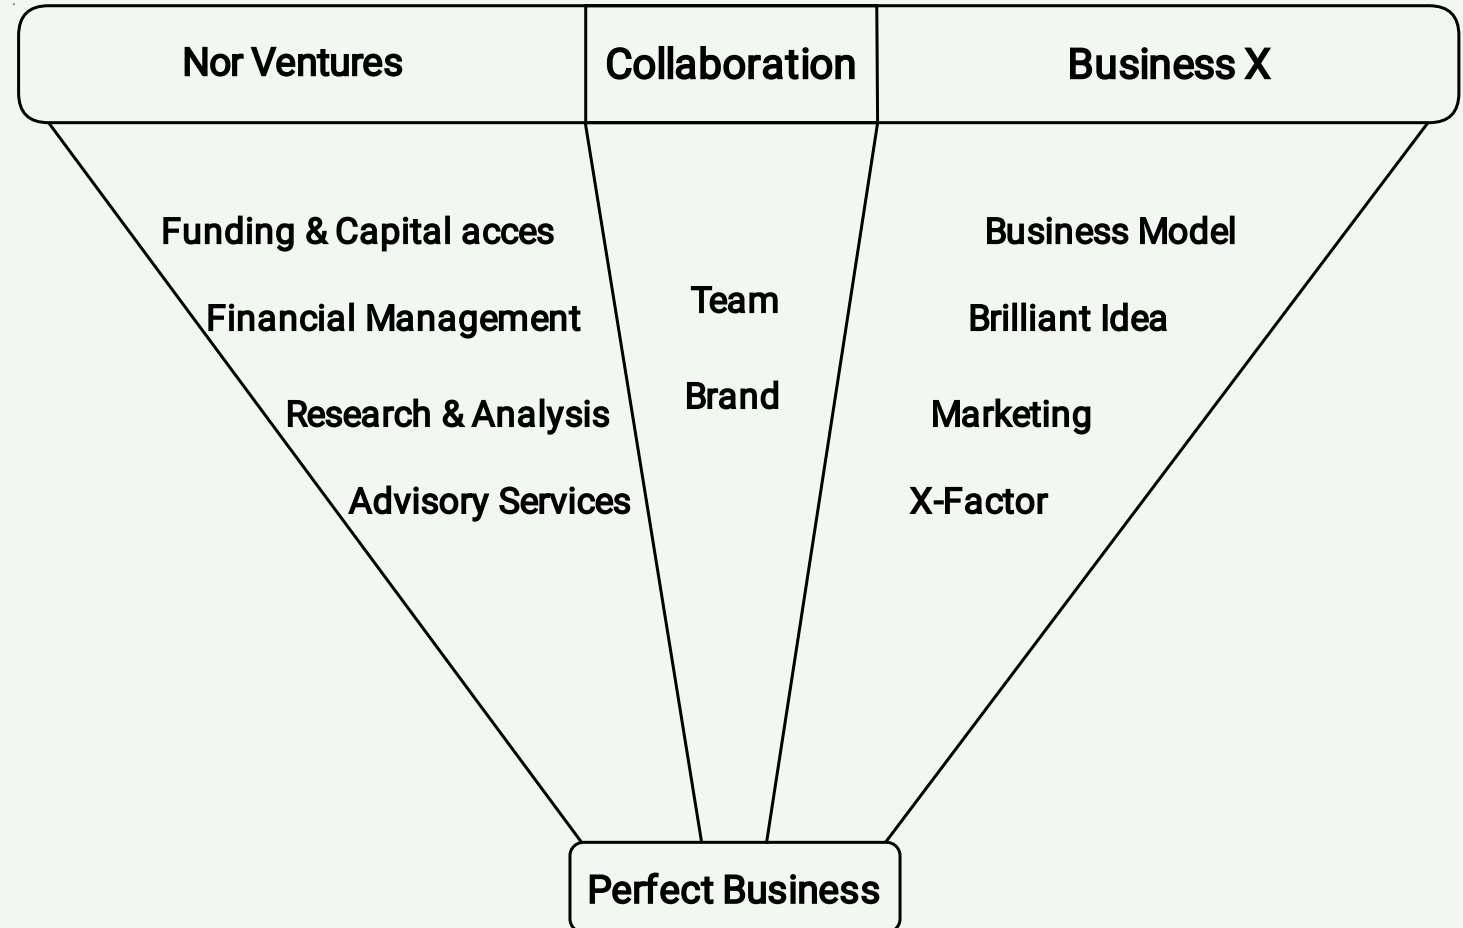 Nor Ventures
Collaboration
Business X
Funding & Capital acces
Financial Management
Research & Analysis
Advisory Services
Team
Brand
Business Model
Brilliant Idea
Marketing
X-Factor
Perfect Business